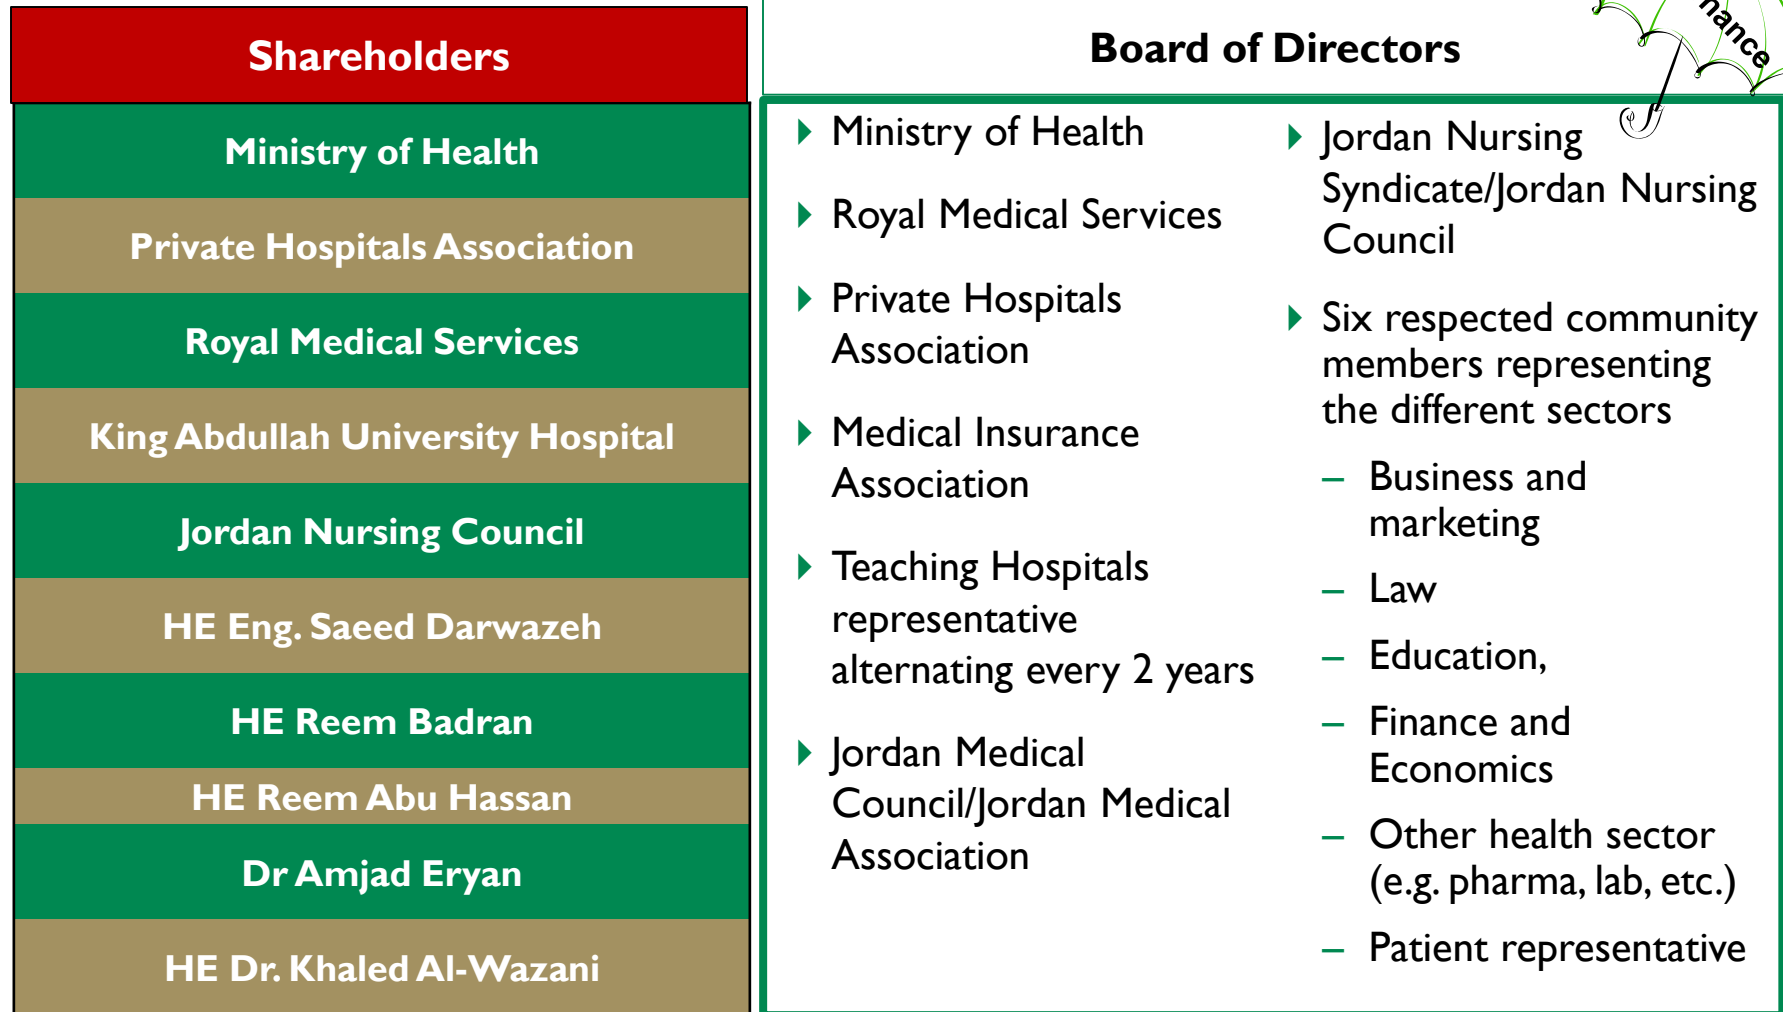 Shareholders
Ministry of Health
Private Hospitals Association
Royal Medical Services
King Abdullah University Hospital
Jordan Nursing Council
HE Eng. Saeed Darwazeh
HE Reem Badran
HE Reem Abu Hassan
Dr Amjad Eryan
HE Dr. Khaled Al-Wazani
Board of Directors
Ministry of Health
Royal Medical Services
Private Hospitals
Association
Medical Insurance
Association
Teaching Hospitals
representative
alternating every 2 years
Jordan Medical
Council/Jordan Medical
Association
Jordan Nursing
Syndicate/Jordan Nursing
Council
Six respected community
members representing
the different sectors
– Business and
marketing
– Law
– Education,
– Finance and
Economics
– Other health sector
(e.g. pharma, lab, etc.)
– Patient representative